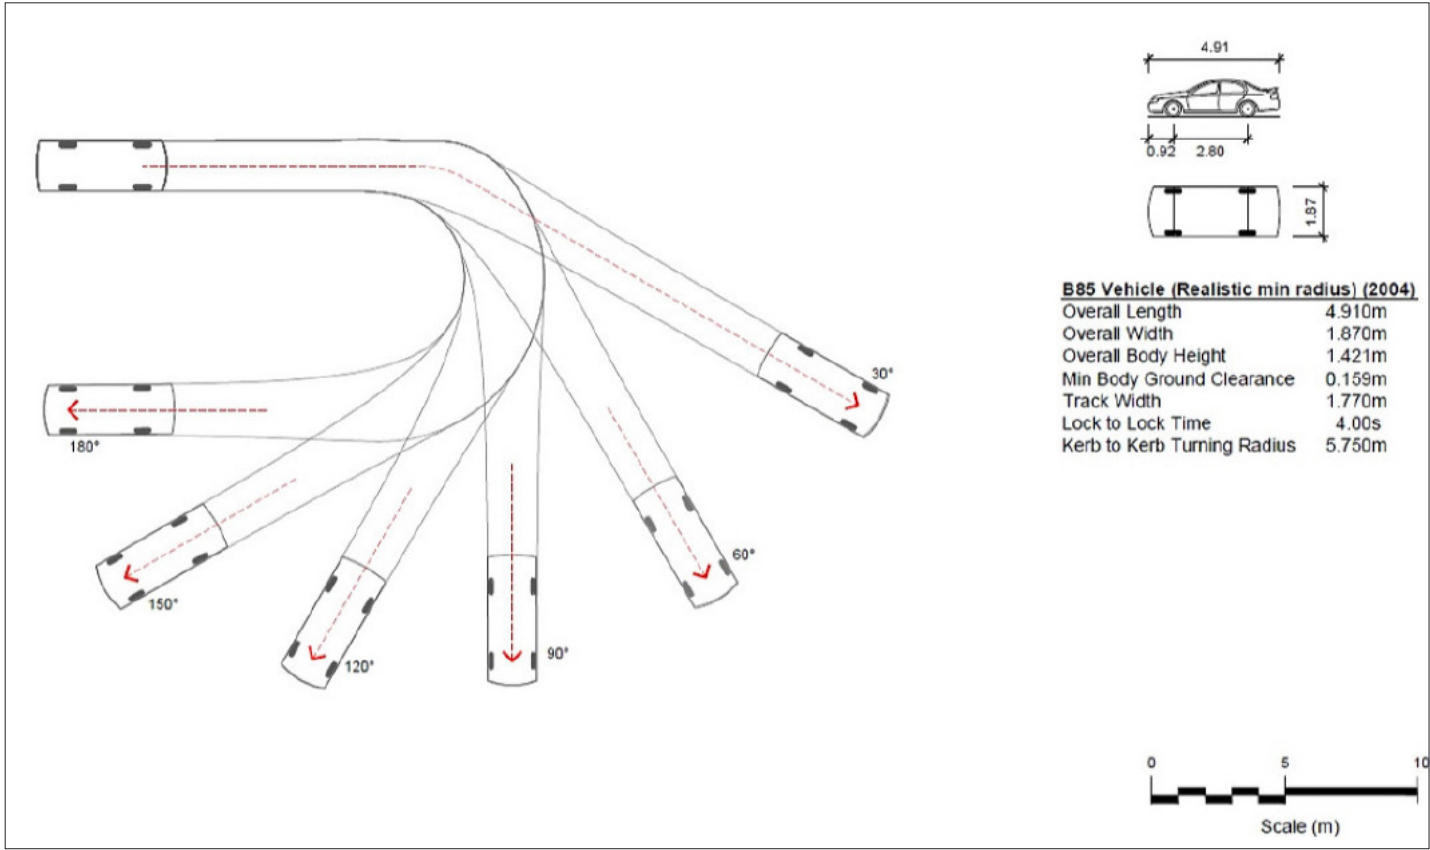 4.91
0.92 2.80
1.87
B85 Vehicle (Realistic min radius) (2004)
Overall Length 4.910m
Overall Width 1.870m
Overall Body Height 1.421m
Min Body Ground Clearance 0.159m
Track Width 1.770m
Lock to Lock Time 4.00s
Kerb to Kerb Turning Radius 5.750m
30°
180°
60°
150°
90°
120°
0 5 10
Scale (m)